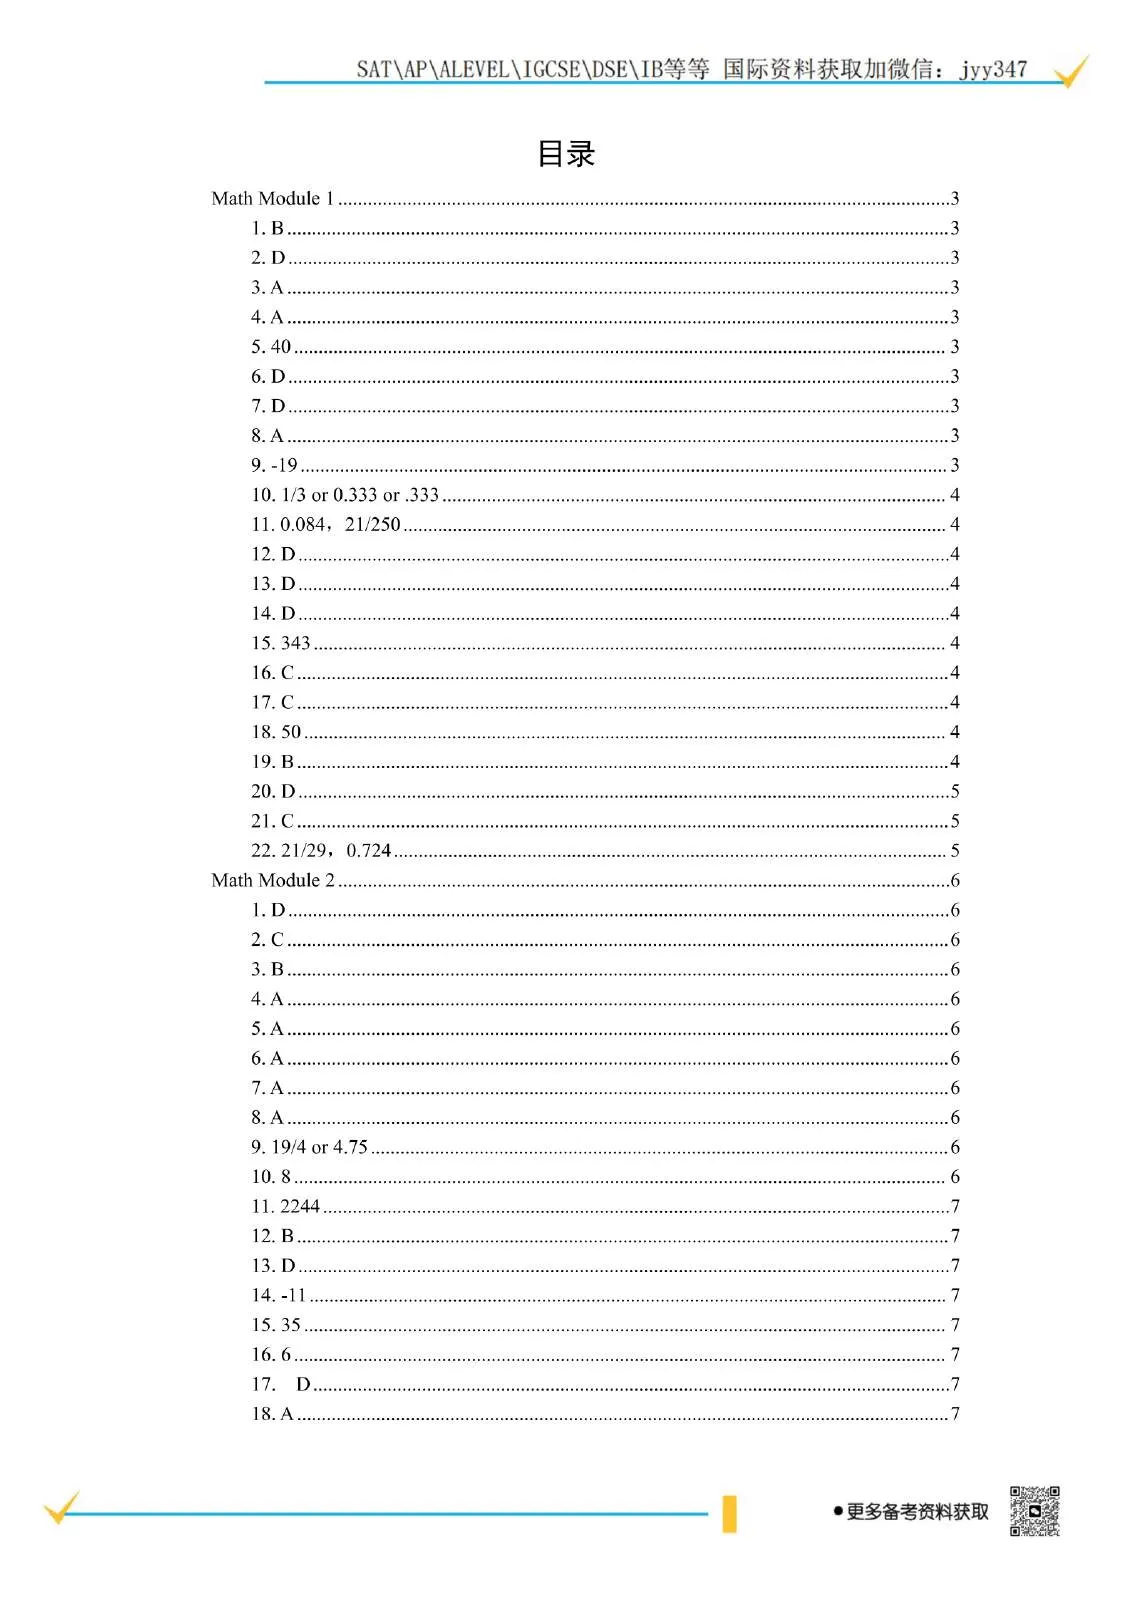 SAT\AP\ALEVEL\IGCSE\DSE\IB等等 国际资料获取加微信：jyy347
目录
Math Module 1 3
1. B 3
2. D 3
3. A 3
4. A 3
5. 40 3
6. D 3
7. D 3
8. A 3
9. -19 3
10. 1/3 or 0.333 or .333 4
11. 0.084，21/250 4
12. D 4
13. D 4
14. D 4
15. 343 4
16. C 4
17. C 4
18. 50 4
19. B 4
20. D 5
21. C 5
22. 21/29，0.724 5
Math Module 2 6
1. D 6
2. C 6
3. B 6
4. A 6
5. A 6
6. A 6
7. A 6
8. A 6
9. 19/4 or 4.75 6
10. 8 6
11. 2244 7
12. B 7
13. D 7
14. -11 7
15. 35 7
16. 6 7
17. D 7
18. A 7
●更多备考资料获取